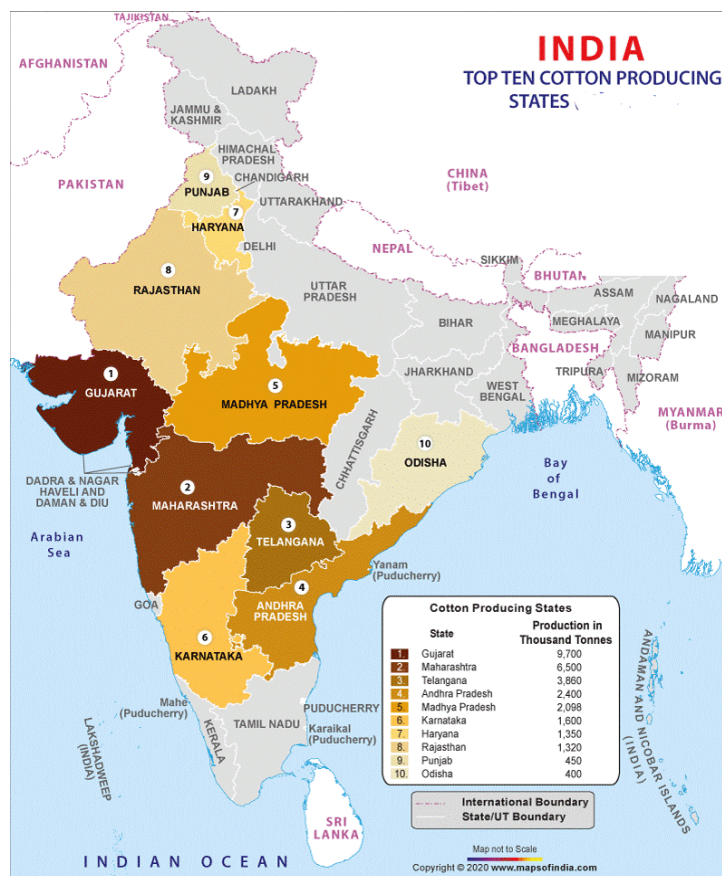 INDIA
TOP TEN COTTON PRODUCING
STATES
TAJIKISTAN
AFGHANISTAN
LADAKH
JAMMU &
KASHMIR
HIMACHAL
PRADESH
CHINA
(Tibet)
PAKISTAN
9
PUNJAB
CHANDIGARH
UTTARAKHAND
7
HARYANA
DELHI
NEPAL
SIKKIM
BHUTAN
8
RAJASTHAN
UTTAR
PRADESH
ASSAM
NAGALAND
BIHAR
MEGHALAYA
MANIPUR
BANGLADESH
1
GUJARAT
5
MADHYA PRADESH
JHARKHAND
WEST
BENGAL
TRIPURA
MIZORAM
MYANMAR
(Burma)
CHHATTISGARH
10
ODISHA
DADRA & NAGAR
HAVELI AND
DAMAN & DIU
2
MAHARASHTRA
Bay
of
Bengal
Arabian
Sea
3
TELANGANA
Yanam
(Puducherry)
4
ANDHRA
PRADESH
GOA
6
KARNATAKA
Cotton Producing States
State Production in
Thousand Tonnes
1. Gujarat 9,700
2. Maharashtra 6,500
3. Telangana 3,860
4. Andhra Pradesh 2,400
5 Madhya Pradesh 2,098
6. Karnataka 1,600
7. Haryana 1,350
8. Rajasthan 1,320
9. Punjab 450
10. Odisha 400
Mahe
(Puducherry)
PUDUCHERRY
TAMIL NADU
Karaikal
(Puducherry)
KERALA
LAKSHADWEEP
(INDIA)
ANDAMAN AND NICOBAR ISLANDS
(INDIA)
International Boundary
State/UT Boundary
SRI
LANKA
INDIAN OCEAN
Map not to Scale
Copyright © 2020 www.mapsofindia.com